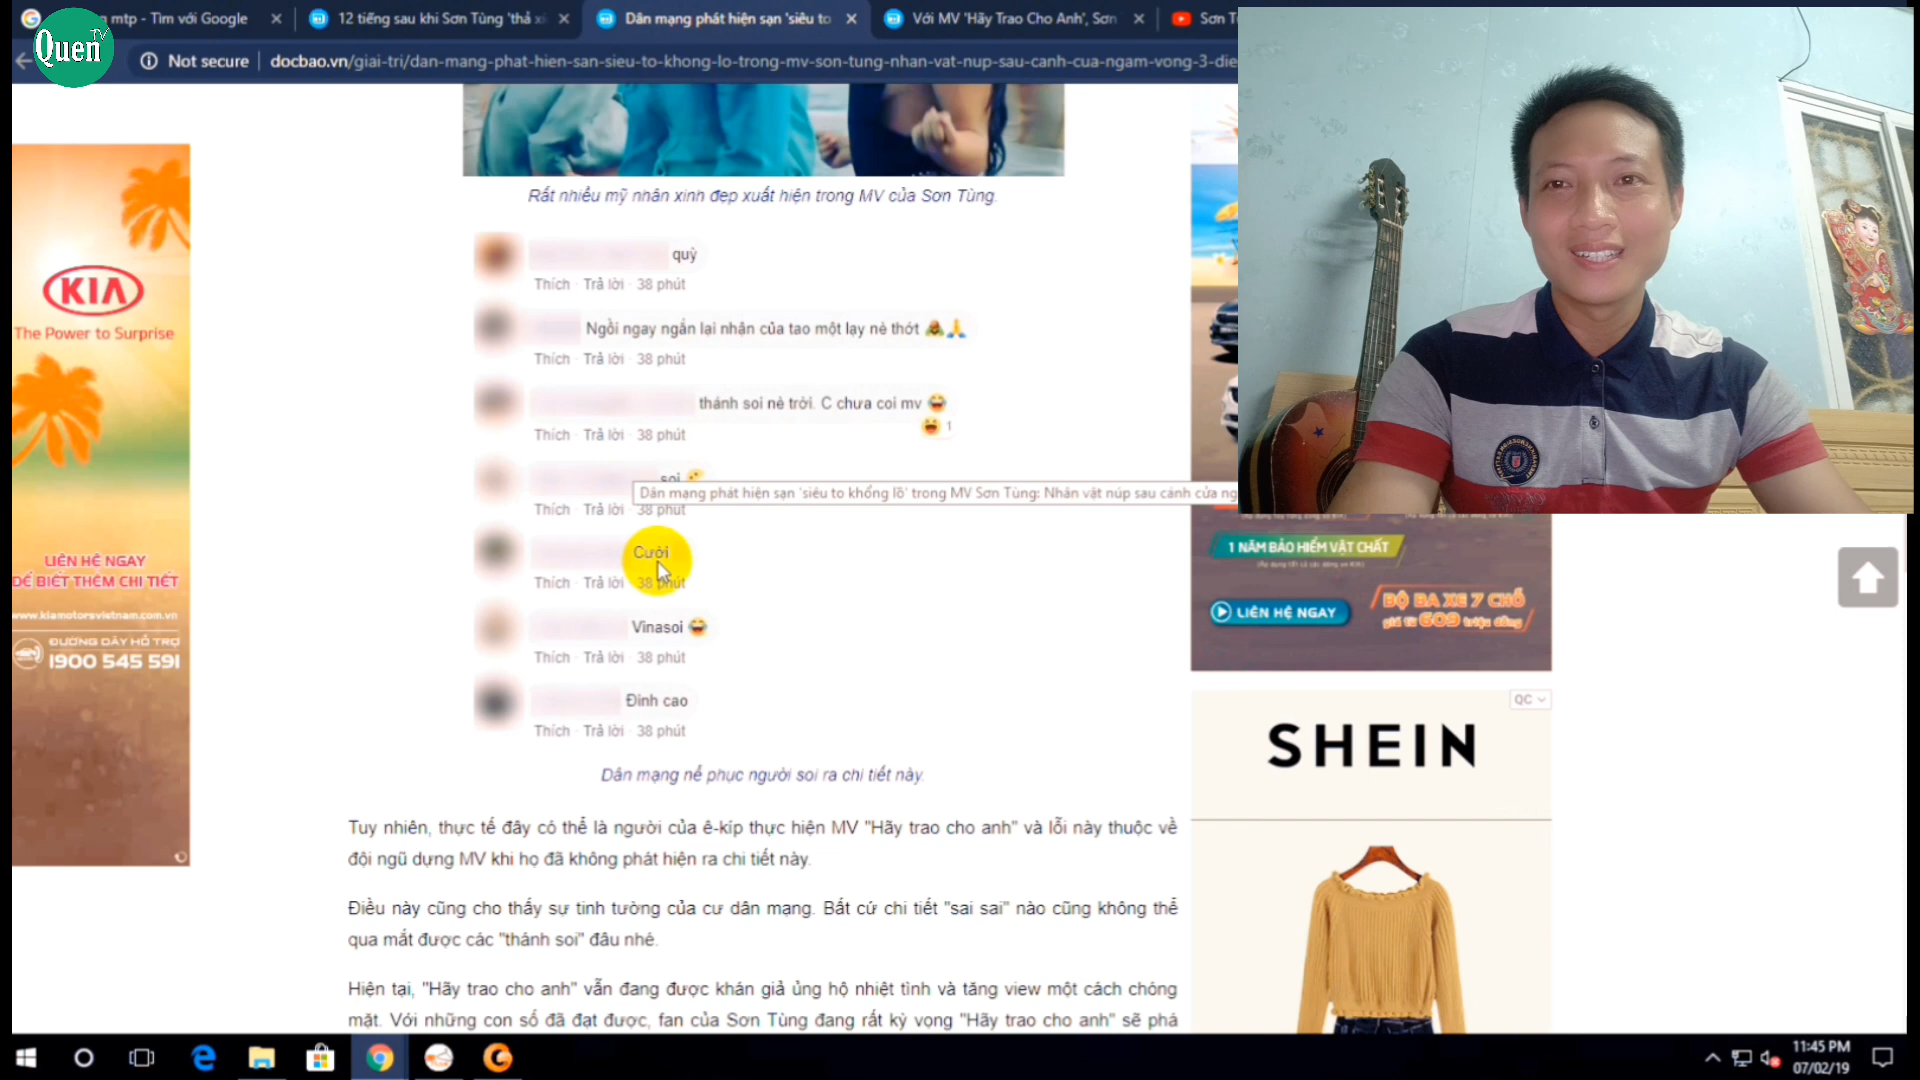 mtp - Tìm với Google
12 tiếng sau khi Sơn Tùng 'thả
Dân mạng phát hiện sạn 'siêu to
Với MV 'Hãy Trao Cho Anh', Sơn
Sơn T
Quen TV
Not secure
docbao.vn/giai-tri/dan-mang-phat-hien-san-sieu-to-khong-lo-trong-mv-son-tung-nhan-vat-nup-sau-canh-cua-ngam-vong-3-die
Rất nhiều mỹ nhân xinh đẹp xuất hiện trong MV của Sơn Tùng.
quỳ
Thích · Trả lời · 38 phút
Ngồi ngay ngắn lại nhận của tao một lạy nè thớt
Thích · Trả lời · 38 phút
thánh soi nè trời. C chưa coi mv
1
Thích · Trả lời · 38 phút
soi
Dân mạng phát hiện sạn 'siêu to khổng lồ' trong MV Sơn Tùng: Nhân vật núp sau cánh cửa ng
Thích · Trả lời · 38 phút
Cười
Thích · Trả lời · 38 phút
Vinasoi
Thích · Trả lời · 38 phút
Đỉnh cao
Thích · Trả lời · 38 phút
Dân mạng nể phục người soi ra chi tiết này.
Tuy nhiên, thực tế đây có thể là người của ê-kíp thực hiện MV "Hãy trao cho anh" và lỗi này thuộc về
đội ngũ dựng MV khi họ đã không phát hiện ra chi tiết này.
Điều này cũng cho thấy sự tinh tường của cư dân mạng. Bất cứ chi tiết "sai sai" nào cũng không thể
qua mắt được các "thánh soi" đâu nhé.
Hiện tại, "Hãy trao cho anh" vẫn đang được khán giả ủng hộ nhiệt tình và tăng view một cách chóng
mặt. Với những con số đã đạt được, fan của Sơn Tùng đang rất kỳ vọng "Hãy trao cho anh" sẽ phá
KIA
The Power to Surprise
LIÊN HỆ NGAY
ĐỂ BIẾT THÊM CHI TIẾT
www.kiamotorsvietnam.com.vn
ĐƯỜNG DÂY HỖ TRỢ
1900 545 591
1 NĂM BẢO HIỂM VẬT CHẤT
LIÊN HỆ NGAY
BỘ BA XE 7 CHỖ
giá từ 609 triệu đồng
QC
SHEIN
11:45 PM
07/02/19